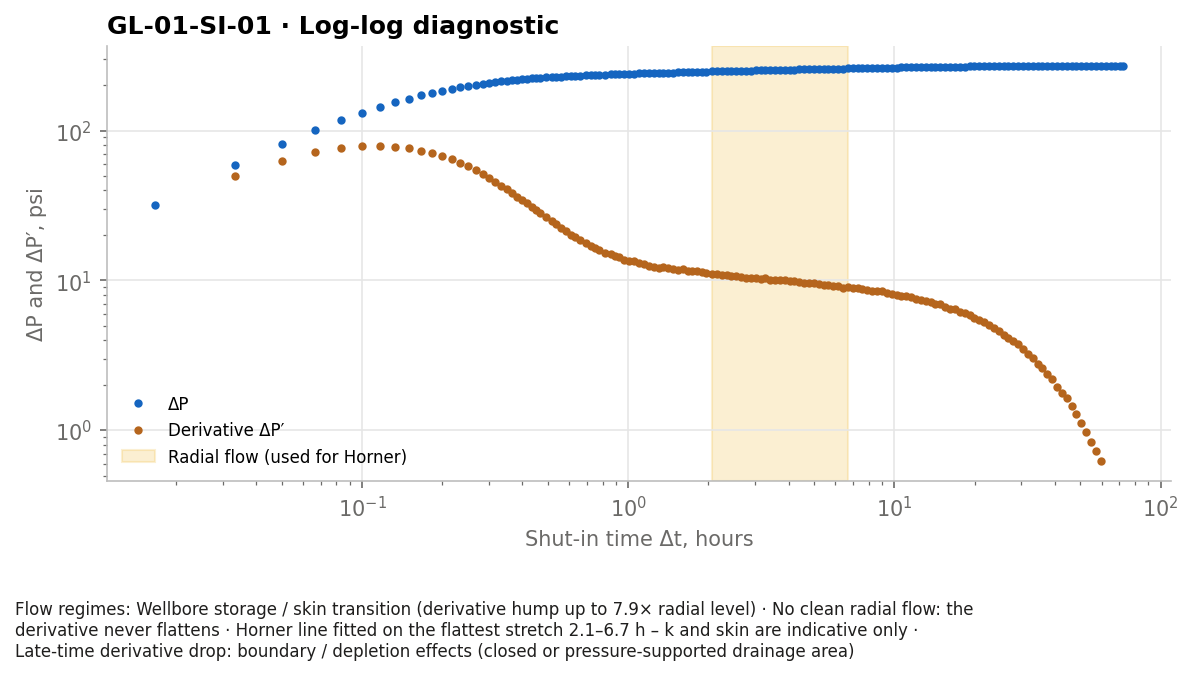 GL-01-SI-01 · Log-log diagnostic
ΔP and ΔP′, psi
10²
10¹
10⁰
ΔP
Derivative ΔP′
Radial flow (used for Horner)
10⁻¹
10⁰
10¹
10²
Shut-in time Δt, hours
Flow regimes: Wellbore storage / skin transition (derivative hump up to 7.9× radial level) · No clean radial flow: the
derivative never flattens · Horner line fitted on the flattest stretch 2.1–6.7 h – k and skin are indicative only ·
Late-time derivative drop: boundary / depletion effects (closed or pressure-supported drainage area)